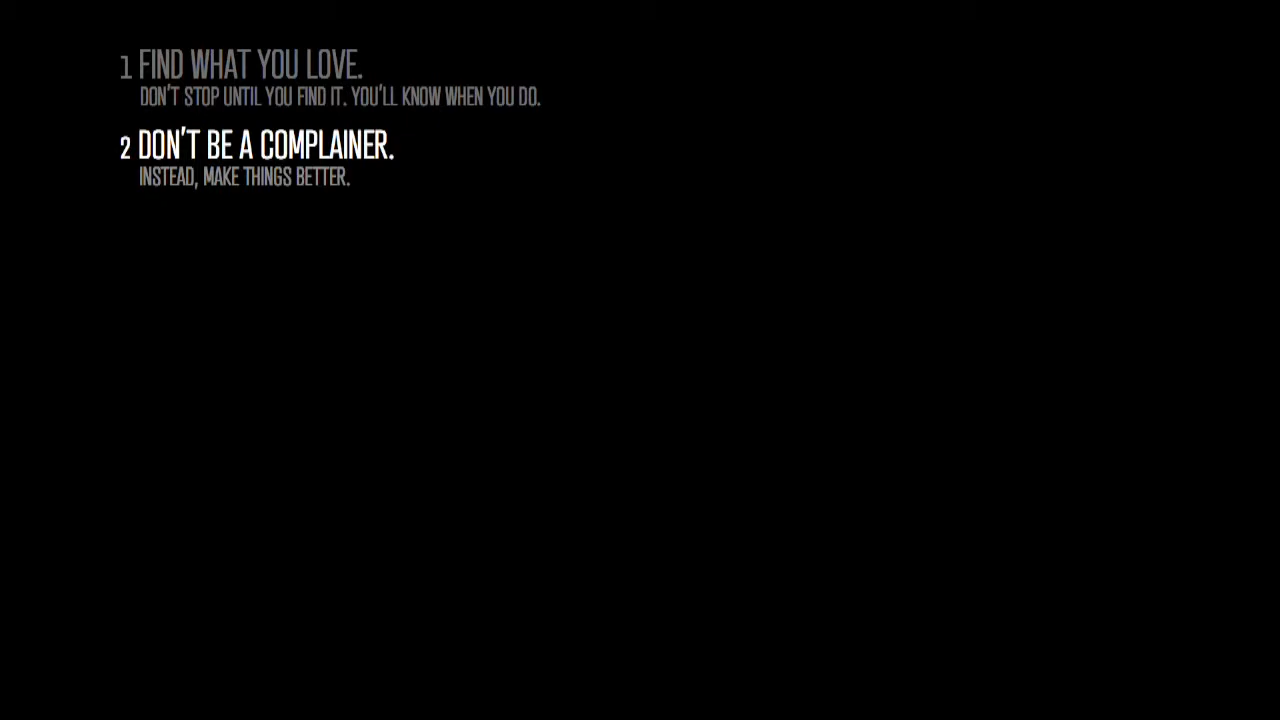 1 FIND WHAT YOU LOVE.
DON'T STOP UNTIL YOU FIND IT. YOU'LL KNOW WHEN YOU DO.
2 DON'T BE A COMPLAINER.
INSTEAD, MAKE THINGS BETTER.